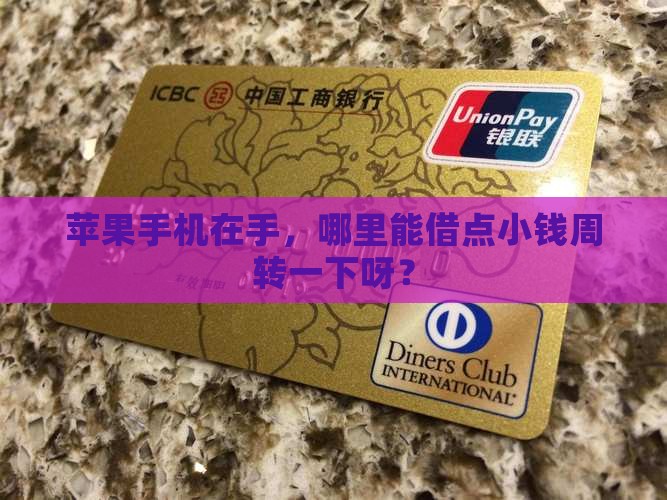 ICBC 中国工商银行
UnionPay
银联
苹果手机在手，哪里能借点小钱周
转一下呀？
Diners Club
INTERNATIONAL